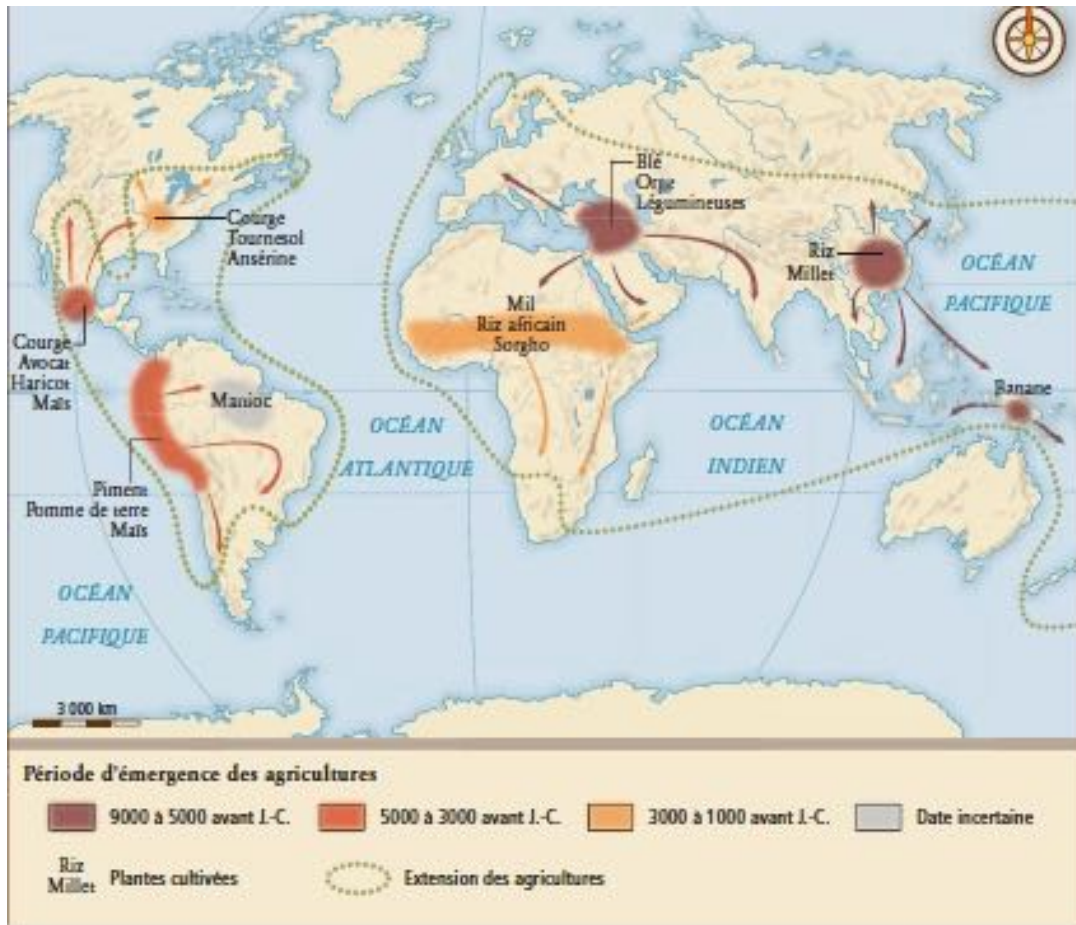 Blé
Orge
Légumineuses
Courge
Tournesol
Ansérine
Riz
Millet
OCÉAN
PACIFIQUE
Mil
Riz africain
Sorgho
Courge
Avocat
Haricot
Maïs
Manioc
Banane
OCÉAN
ATLANTIQUE
OCÉAN
INDIEN
Piment
Pomme de terre
Maïs
OCÉAN
PACIFIQUE
3 000 km
Période d'émergence des agricultures
9000 à 5000 avant J.-C.
5000 à 3000 avant J.-C.
3000 à 1000 avant J.-C.
Date incertaine
Riz
Millet
Plantes cultivées
Extension des agricultures